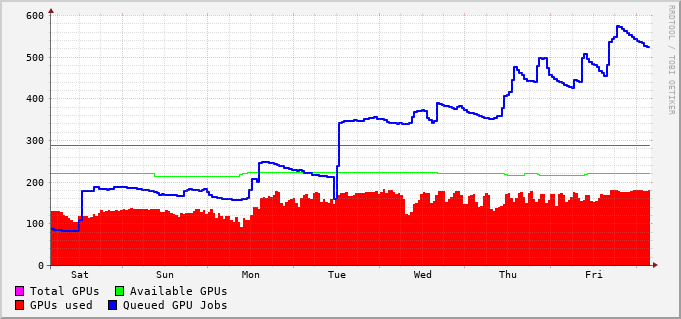 600
500
400
300
200
100
0
Sat Sun Mon Tue Wed Thu Fri
Total GPUs Available GPUs
GPUs used Queued GPU Jobs
RRDTOOL / TOBI OETIKER